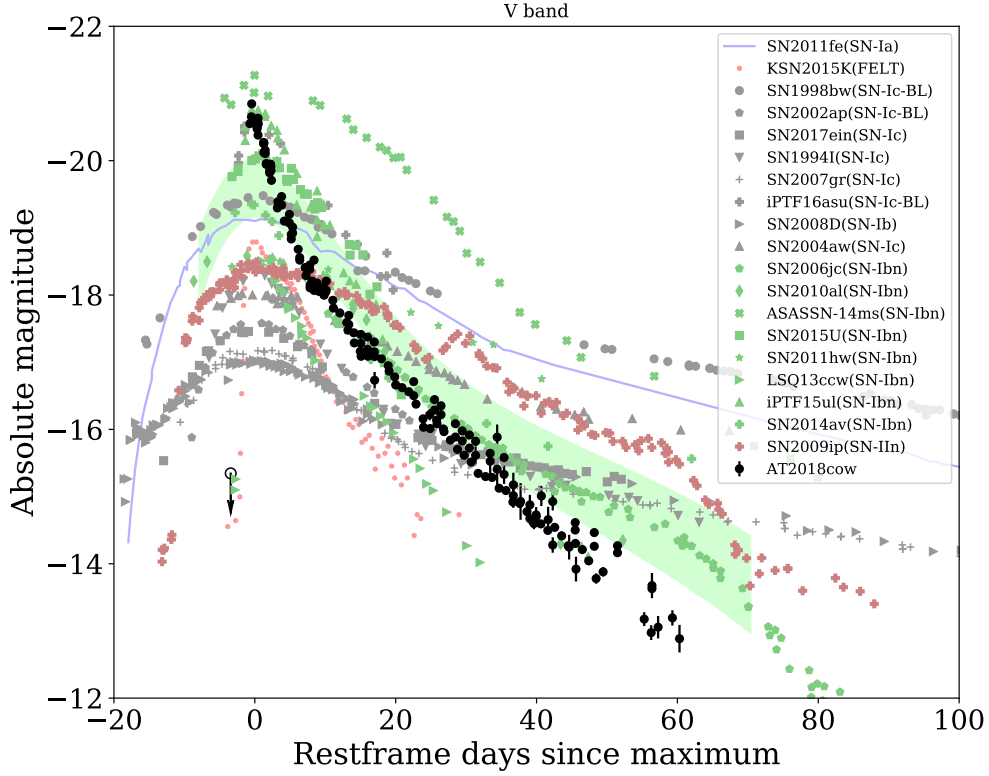 V band
−22
−20
−18
−16
−14
−12
Absolute magnitude
−20
0
20
40
60
80
100
Restframe days since maximum
SN2011fe(SN-Ia)
KSN2015K(FELT)
SN1998bw(SN-Ic-BL)
SN2002ap(SN-Ic-BL)
SN2017ein(SN-Ic)
SN1994I(SN-Ic)
SN2007gr(SN-Ic)
iPTF16asu(SN-Ic-BL)
SN2008D(SN-Ib)
SN2004aw(SN-Ic)
SN2006jc(SN-Ibn)
SN2010al(SN-Ibn)
ASASSN-14ms(SN-Ibn)
SN2015U(SN-Ibn)
SN2011hw(SN-Ibn)
LSQ13ccw(SN-Ibn)
iPTF15ul(SN-Ibn)
SN2014av(SN-Ibn)
SN2009ip(SN-IIn)
AT2018cow